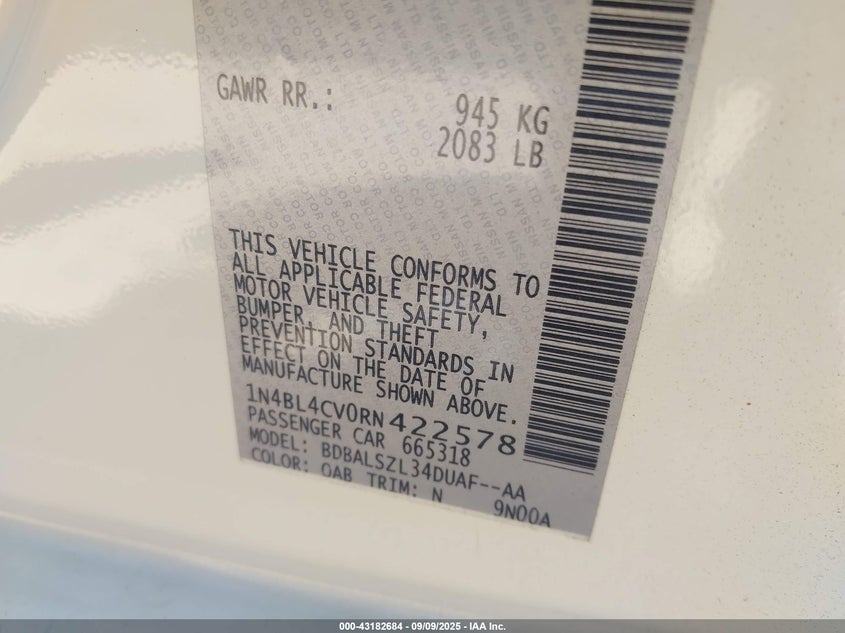 GAWR RR.: 945 KG
2083 LB
THIS VEHICLE CONFORMS TO
ALL APPLICABLE FEDERAL
MOTOR VEHICLE SAFETY,
BUMPER, AND THEFT
PREVENTION STANDARDS IN
EFFECT ON THE DATE OF
MANUFACTURE SHOWN ABOVE.
1N4BL4CV0RN422578
PASSENGER CAR 665318
MODEL: BDBALSZL34DUAF--AA
COLOR: QAB TRIM: N 9N00A
000-43182684 - 09/09/2025 - IAA Inc.